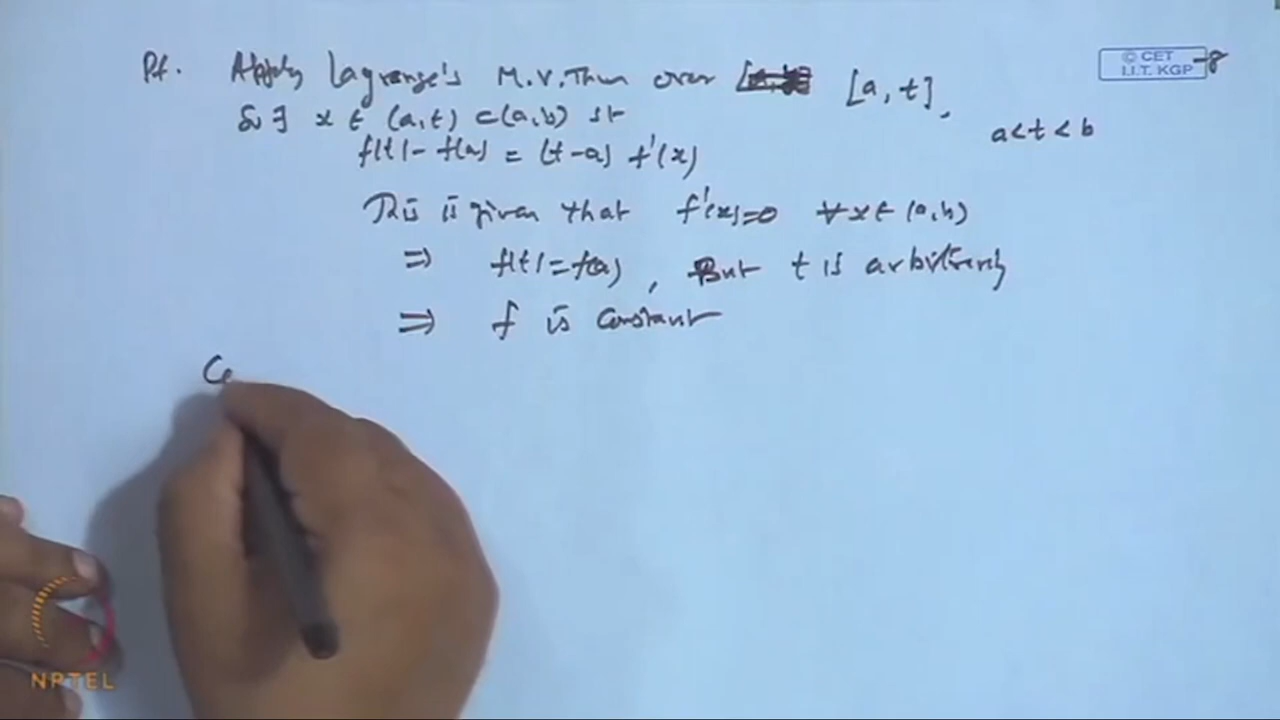 Pf. Apply Lagrange's M.V. Thm over [a, t],
a < t < b
So ∃ x ∈ (a,t) ⊂ (a,b) st
f(t) - f(a) = (t-a) f'(x)
This is given that f'(x)=0 ∀ x ∈ (a,b)
⇒ f(t) = f(a), But t is arbitrary
⇒ f is constant
C
© CET
I.I.T. KGP
8
NPTEL